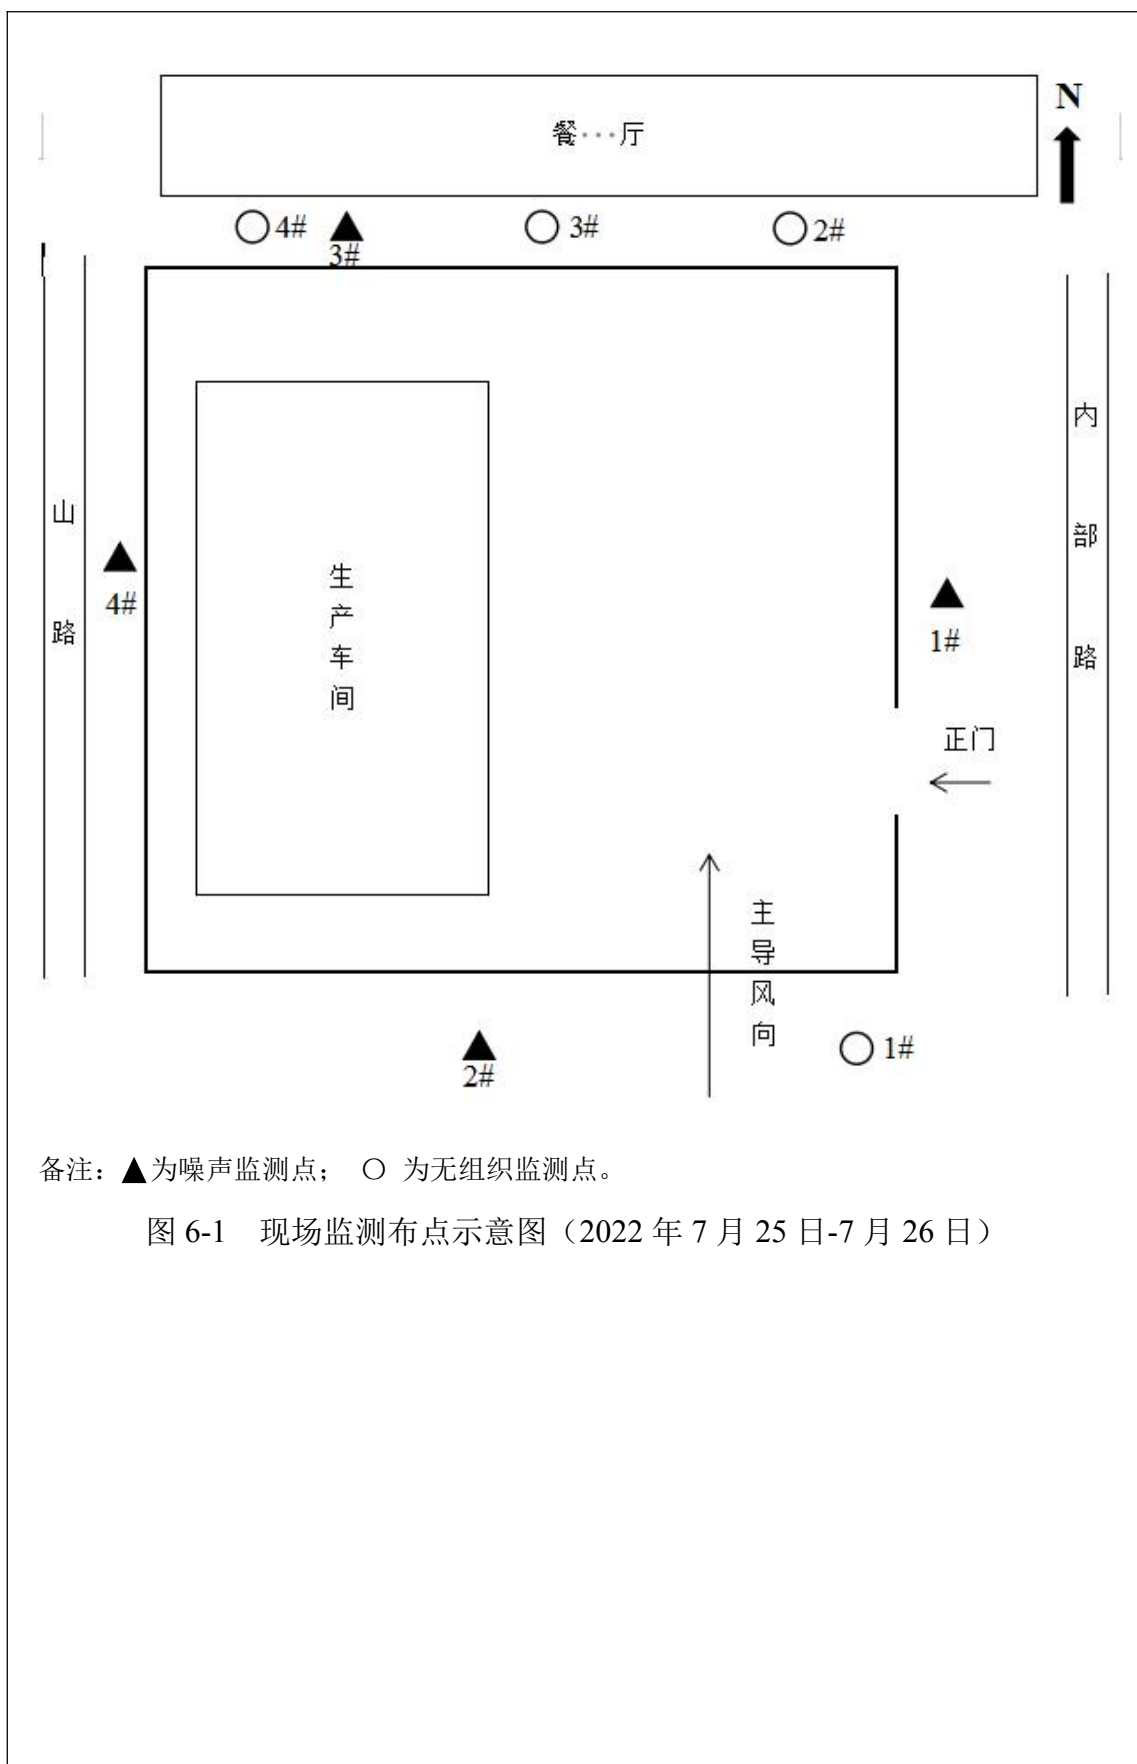 N
餐···厅
4#
3#
3#
2#
内部路
山路
生产车间
4#
1#
正门
主导风向
2#
1#
备注：▲为噪声监测点； ○ 为无组织监测点。
图 6-1 现场监测布点示意图（2022 年 7 月 25 日-7 月 26 日）